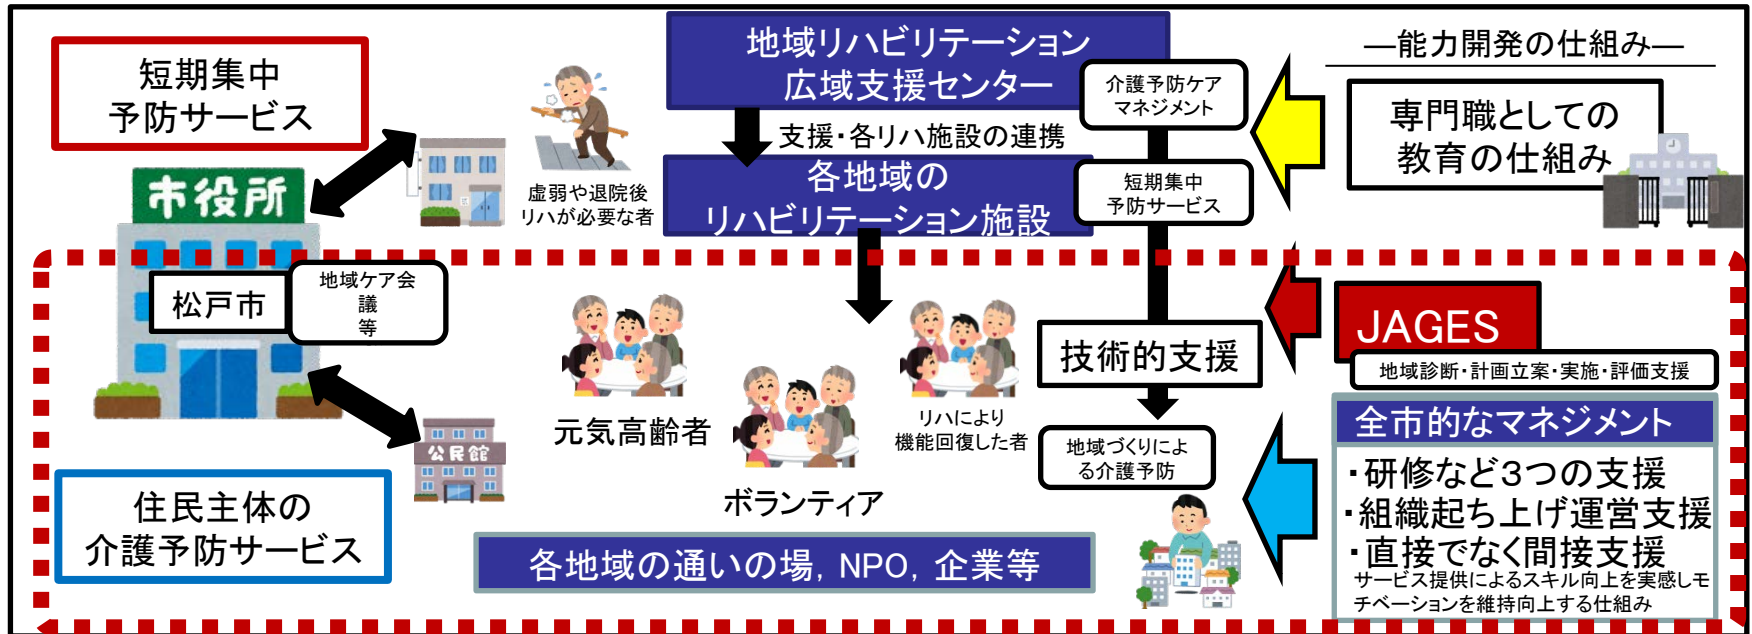 短期集中
予防サービス
市役所
松戸市
地域ケア会
議
等
公民館
住民主体の
介護予防サービス
虚弱や退院後
リハが必要な者
地域リハビリテーション
広域支援センター
支援・各リハ施設の連携
各地域の
リハビリテーション施設
介護予防ケア
マネジメント
短期集中
予防サービス
元気高齢者
ボランティア
リハにより
機能回復した者
技術的支援
地域づくりによ
る介護予防
各地域の通いの場，NPO，企業等
―能力開発の仕組み―
専門職としての
教育の仕組み
JAGES
地域診断・計画立案・実施・評価支援
全市的なマネジメント
・研修など３つの支援
・組織起ち上げ運営支援
・直接でなく間接支援
サービス提供によるスキル向上を実感しモ
チベーションを維持向上する仕組み